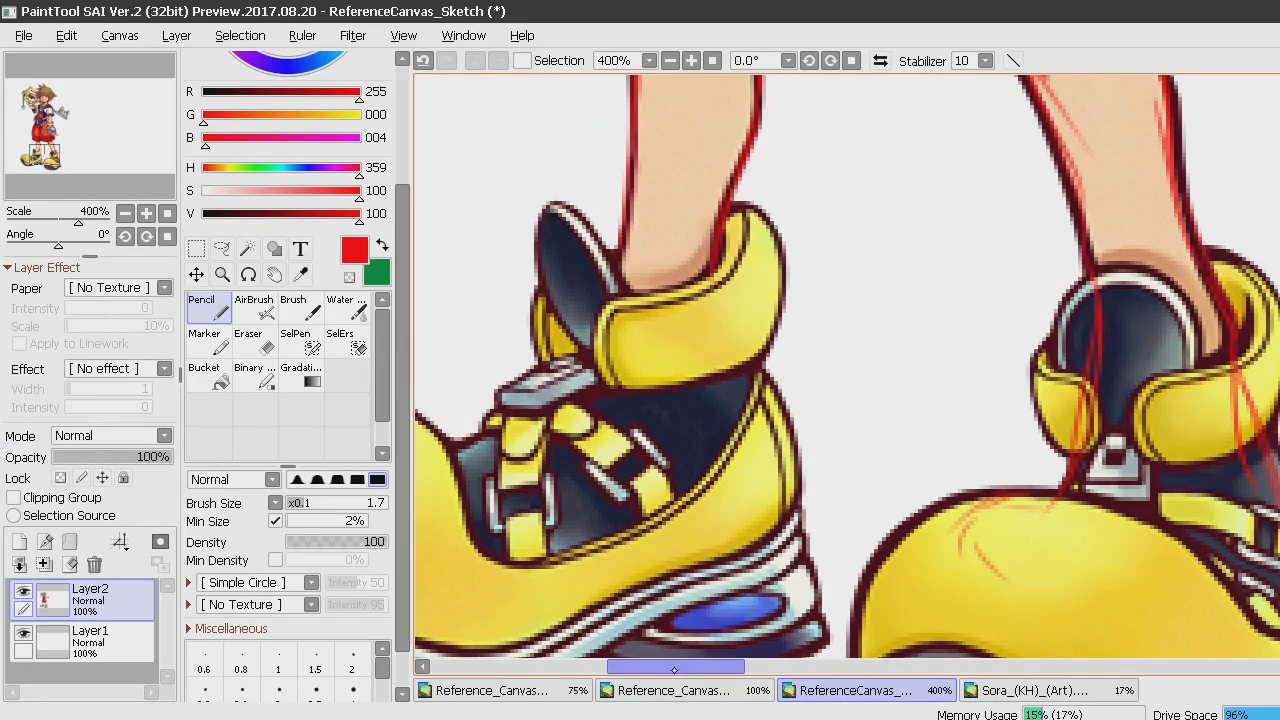 PaintTool SAI Ver.2 (32bit) Preview.2017.08.20 - ReferenceCanvas_Sketch (*)
File Edit Canvas Layer Selection Ruler Filter View Window Help
Selection 400% 0.0° Stabilizer 10
R 255
G 000
B 004
H 359
S 100
V 100
Scale 400%
Angle 0°
Layer Effect
Paper [ No Texture ]
Intensity 0
Scale 10%
Apply to Linework
Effect [ No effect ]
Width 1
Intensity 0
Mode Normal
Opacity 100%
Lock
Clipping Group
Selection Source
Layer2
Normal
100%
Layer1
Normal
100%
T
Pencil AirBrush Brush Water ...
Marker Eraser SelPen SelErs
Bucket Binary ... Gradati...
Normal
Brush Size x0.1 1.7
Min Size 2%
Density 100
Min Density 0%
[ Simple Circle ] Intensity 50
[ No Texture ] Intensity 95
Miscellaneous
0.6 0.8 1 1.5 2
Reference_Canvas... 75% Reference_Canvas... 100% ReferenceCanvas_... 400% Sora_(KH)_(Art).... 17%
Memory Usage 15% (17%) Drive Space 96%